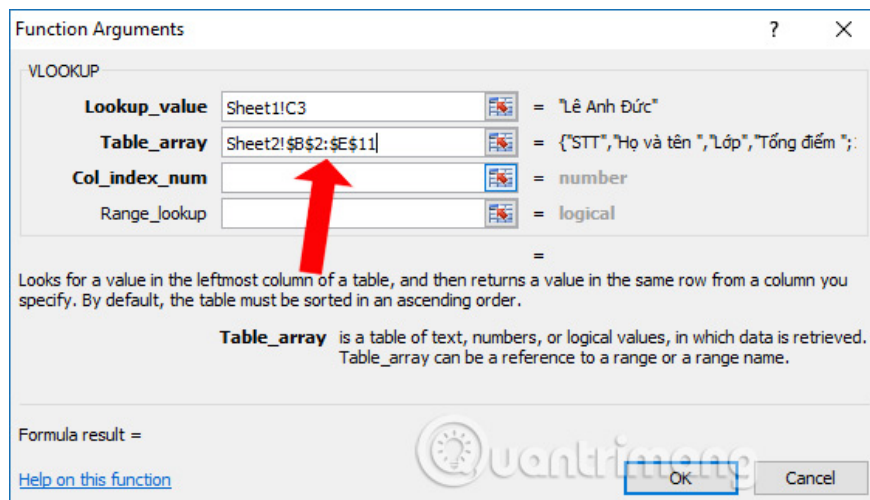 Function Arguments ? X
VLOOKUP
Lookup_value Sheet1!C3 = "Lê Anh Đức"
Table_array Sheet2!$B$2:$E$11 = {"STT","Họ và tên ","Lớp","Tổng điểm ";
Col_index_num = number
Range_lookup = logical
=
Looks for a value in the leftmost column of a table, and then returns a value in the same row from a column you
specify. By default, the table must be sorted in an ascending order.
Table_array is a table of text, numbers, or logical values, in which data is retrieved.
Table_array can be a reference to a range or a range name.
Formula result =
Quantrimang
Help on this function OK Cancel